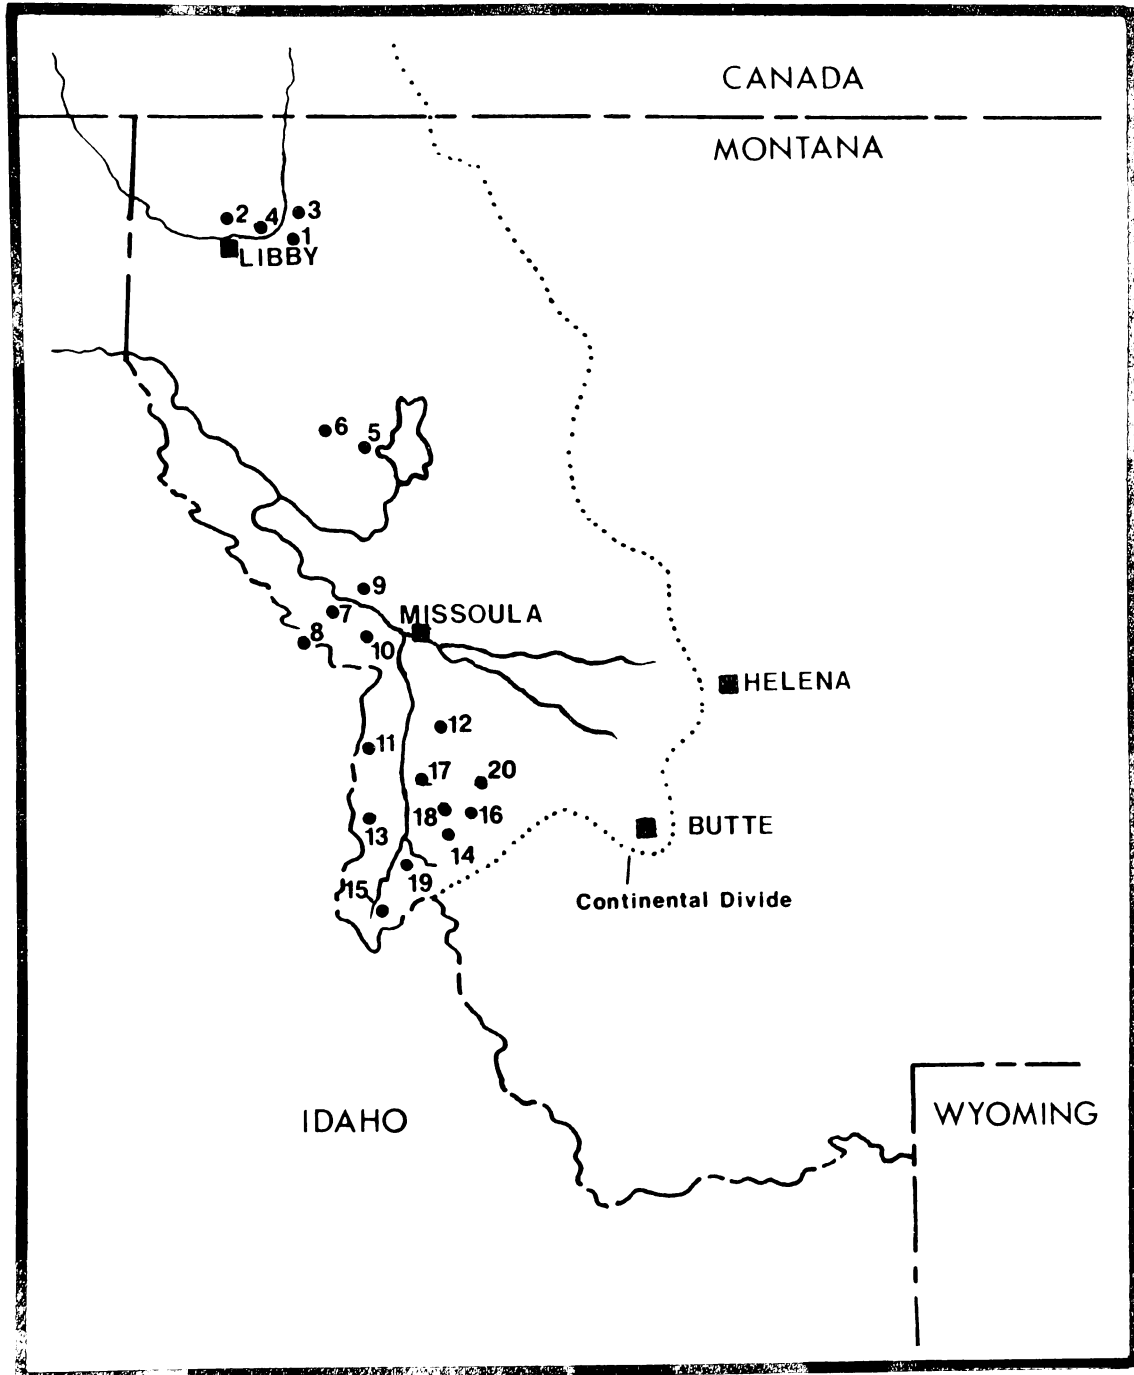 CANADA
MONTANA
2
4
3
1
LIBBY
6
5
9
7
MISSOULA
8
10
HELENA
12
11
17
20
18
16
13
BUTTE
14
15
19
Continental Divide
IDAHO
WYOMING